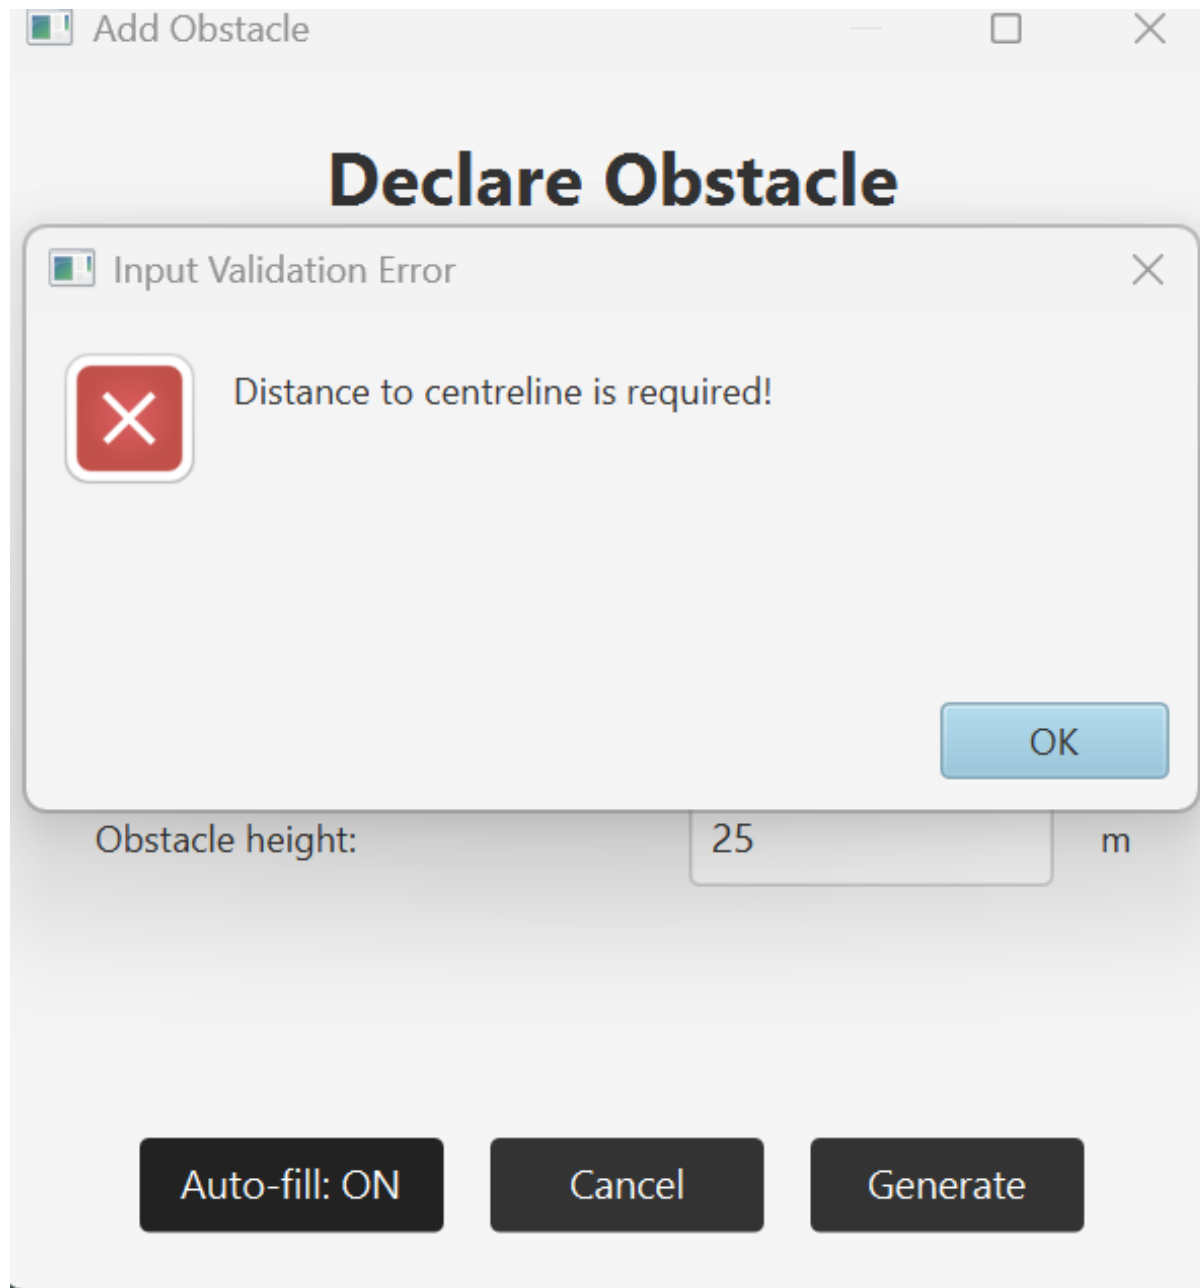 Add Obstacle
Declare Obstacle
Input Validation Error
Distance to centreline is required!
OK
Obstacle height: 25 m
Auto-fill: ON Cancel Generate